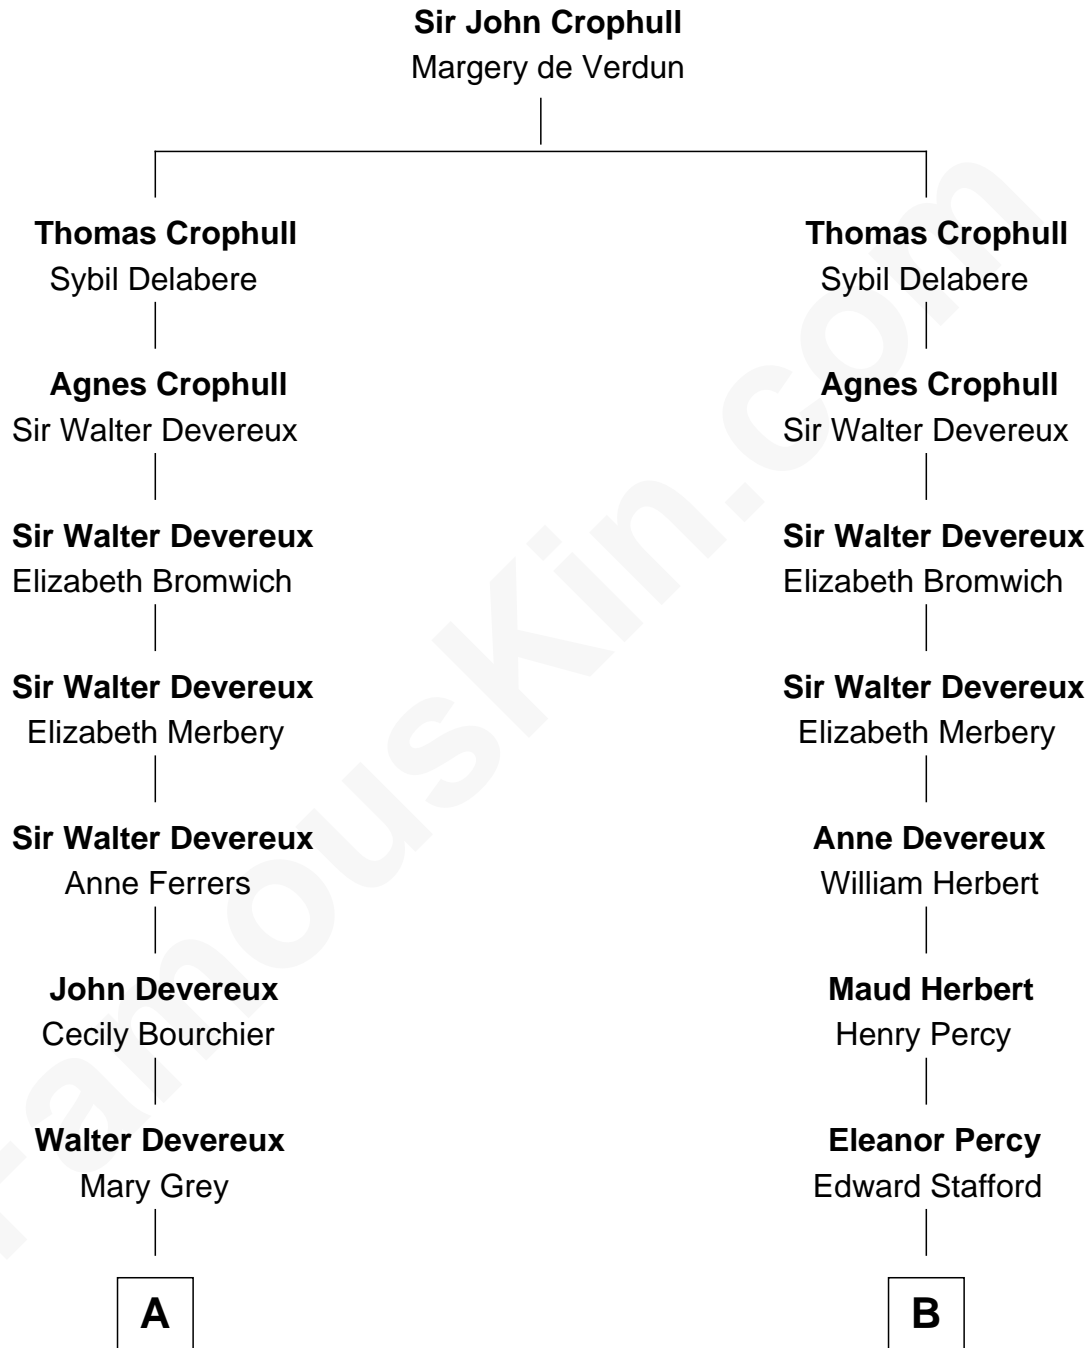 Sir John Crophull
Margery de Verdun
Thomas Crophull
Sybil Delabere
Agnes Crophull
Sir Walter Devereux
Sir Walter Devereux
Elizabeth Bromwich
Sir Walter Devereux
Elizabeth Merbery
Sir Walter Devereux
Anne Ferrers
John Devereux
Cecily Bourchier
Walter Devereux
Mary Grey
A
Thomas Crophull
Sybil Delabere
Agnes Crophull
Sir Walter Devereux
Sir Walter Devereux
Elizabeth Bromwich
Sir Walter Devereux
Elizabeth Merbery
Anne Devereux
William Herbert
Maud Herbert
Henry Percy
Eleanor Percy
Edward Stafford
B
FamousKin.com